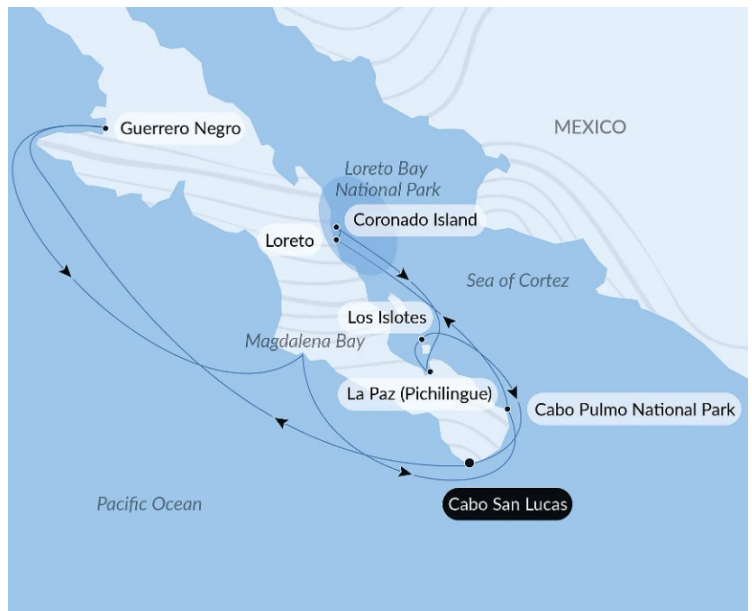 Guerrero Negro
MEXICO
Loreto Bay
National Park
Coronado Island
Loreto
Sea of Cortez
Los Islotes
Magdalena Bay
La Paz (Pichilingue)
Cabo Pulmo National Park
Pacific Ocean
Cabo San Lucas